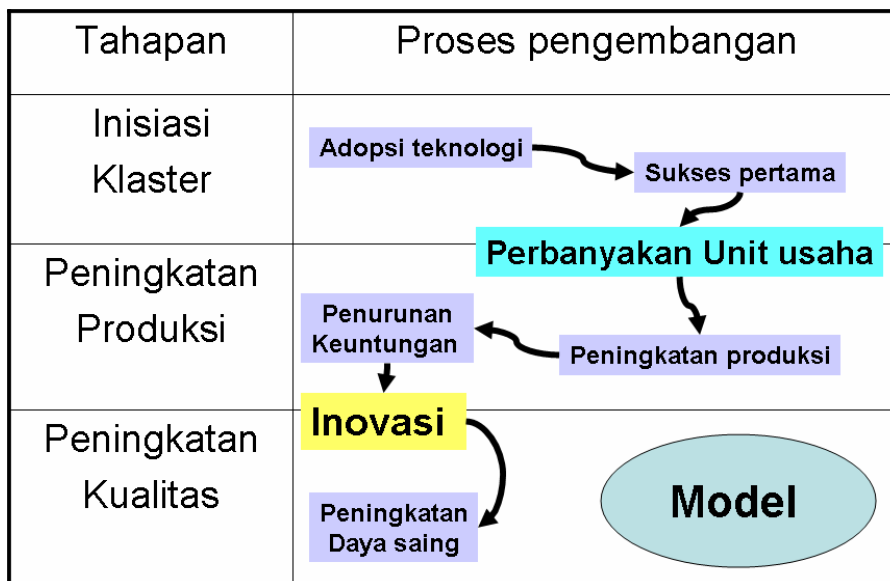 Tahapan
Proses pengembangan
Inisiasi
Klaster
Adopsi teknologi
Sukses pertama
Perbanyakan Unit usaha
Peningkatan
Produksi
Penurunan
Keuntungan
Peningkatan produksi
Inovasi
Peningkatan
Kualitas
Peningkatan
Daya saing
Model